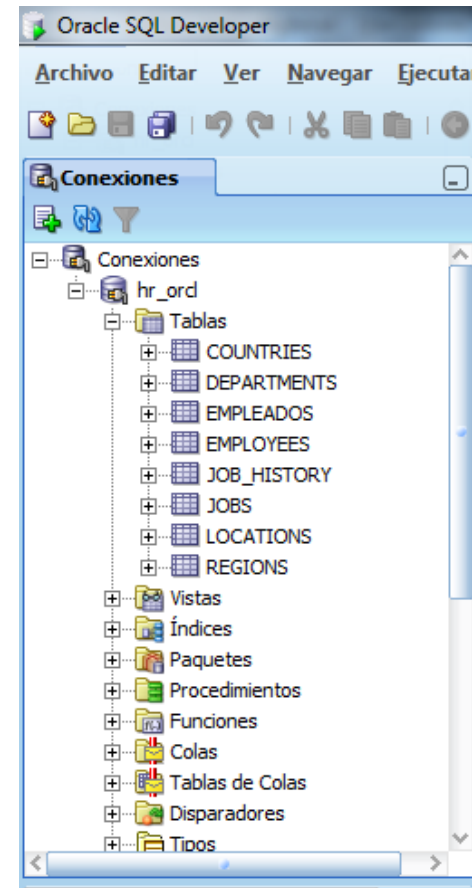 Oracle SQL Developer
Archivo Editar Ver Navegar Ejecuta
Conexiones
Conexiones
hr_orcl
Tablas
COUNTRIES
DEPARTMENTS
EMPLEADOS
EMPLOYEES
JOB_HISTORY
JOBS
LOCATIONS
REGIONS
Vistas
Índices
Paquetes
Procedimientos
Funciones
Colas
Tablas de Colas
Disparadores
Tipos